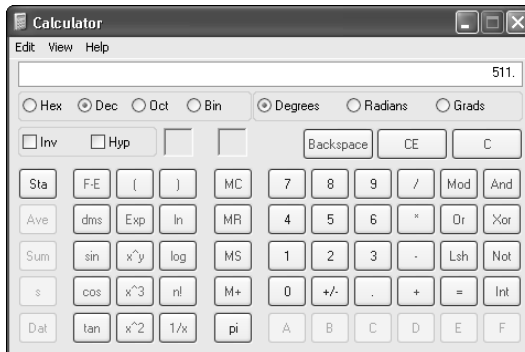 Calculator
Edit View Help
511.
Hex Dec Oct Bin Degrees Radians Grads
Inv Hyp Backspace CE C
Sta F-E ( ) MC 7 8 9 / Mod And
Ave dms Exp ln MR 4 5 6 * Or Xor
Sum sin x^y log MS 1 2 3 - Lsh Not
s cos x^3 n! M+ 0 +/- . + = Int
Dat tan x^2 1/x pi A B C D E F